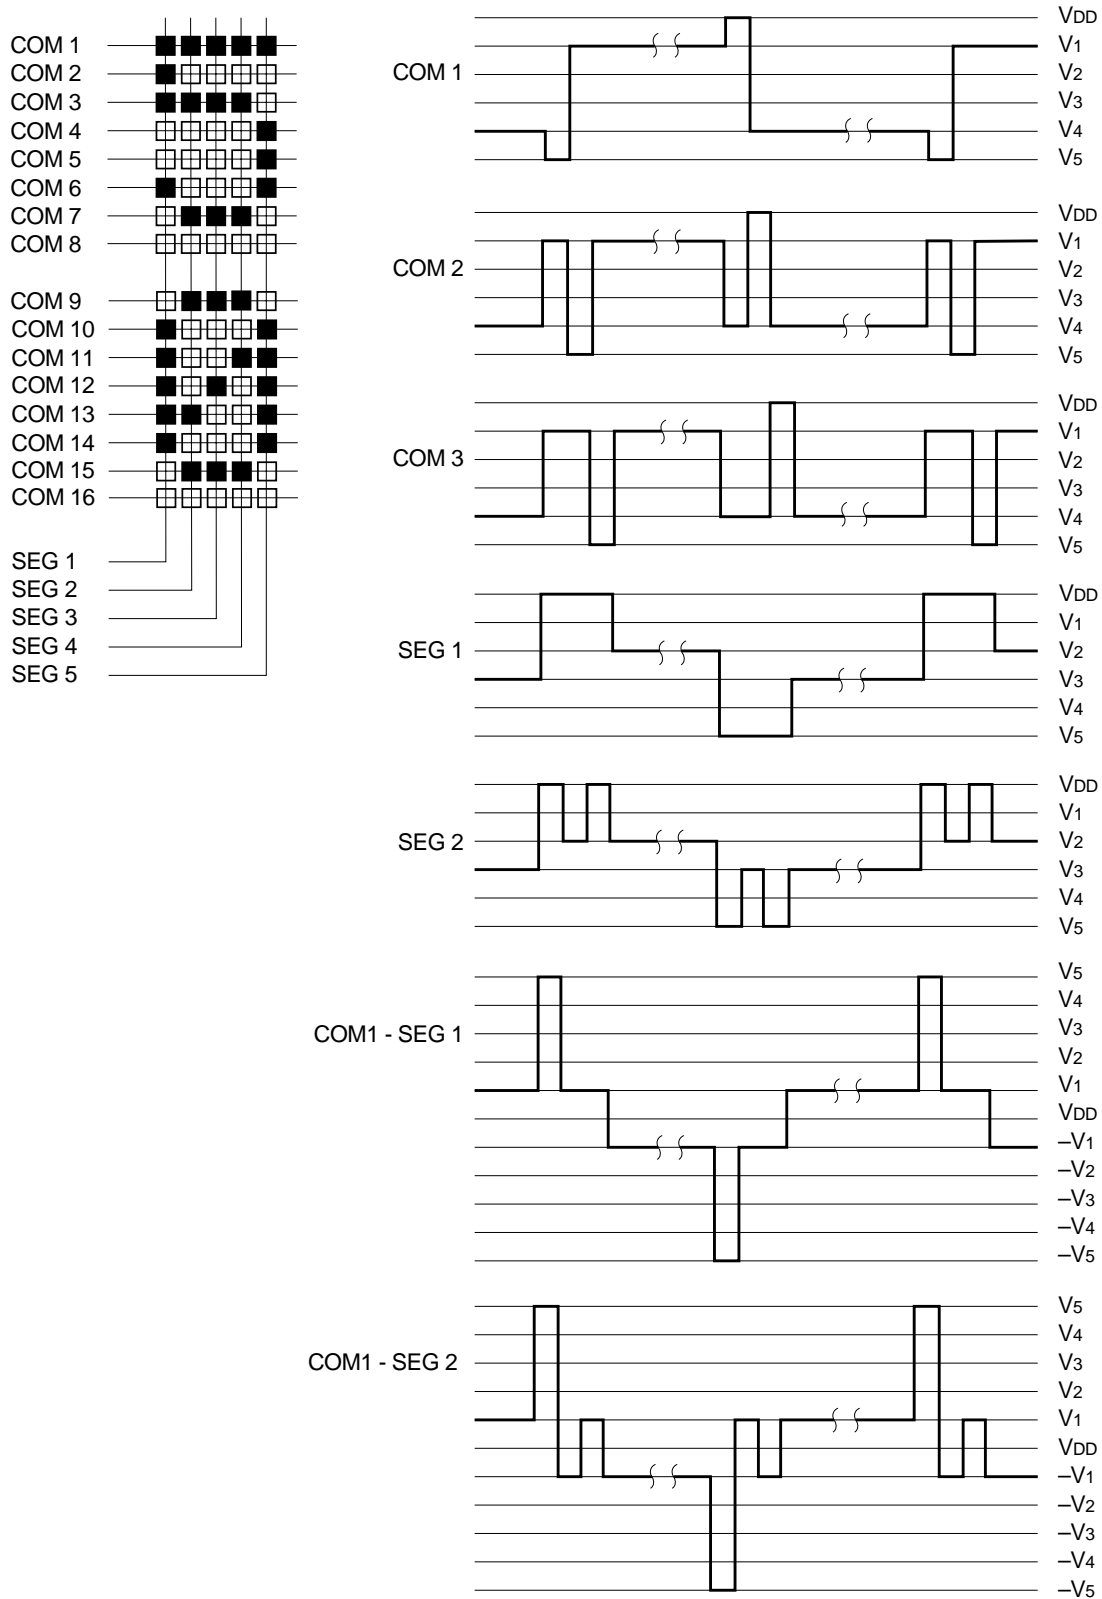 COM 1
COM 2
COM 3
COM 4
COM 5
COM 6
COM 7
COM 8
COM 9
COM 10
COM 11
COM 12
COM 13
COM 14
COM 15
COM 16
SEG 1
SEG 2
SEG 3
SEG 4
SEG 5
COM 1
VDD
V1
V2
V3
V4
V5
COM 2
VDD
V1
V2
V3
V4
V5
COM 3
VDD
V1
V2
V3
V4
V5
SEG 1
VDD
V1
V2
V3
V4
V5
SEG 2
VDD
V1
V2
V3
V4
V5
COM1 - SEG 1
V5
V4
V3
V2
V1
VDD
–V1
–V2
–V3
–V4
–V5
COM1 - SEG 2
V5
V4
V3
V2
V1
VDD
–V1
–V2
–V3
–V4
–V5